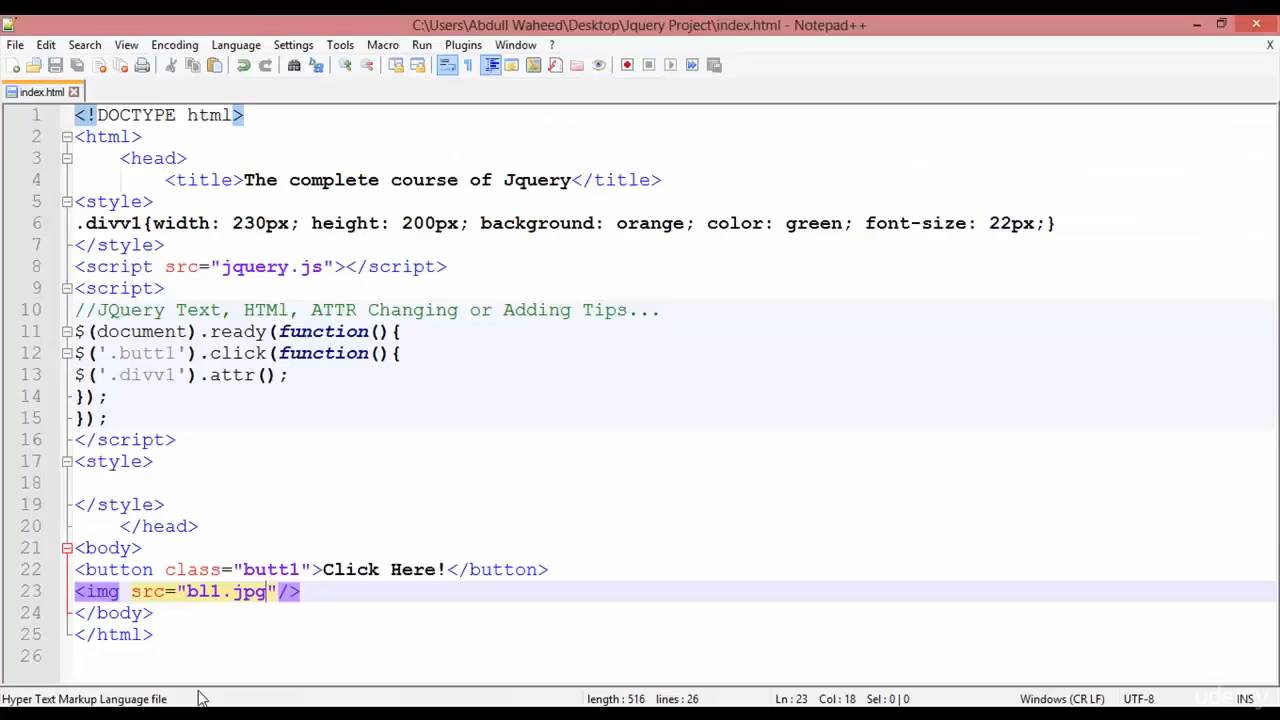 C:\Users\Abdull Waheed\Desktop\Jquery Project\index.html - Notepad++
File Edit Search View Encoding Language Settings Tools Macro Run Plugins Window ? X
index.html
1 <!DOCTYPE html>
2 <html>
3 <head>
4 <title>The complete course of Jquery</title>
5 <style>
6 .divv1{width: 230px; height: 200px; background: orange; color: green; font-size: 22px;}
7 </style>
8 <script src="jquery.js"></script>
9 <script>
10 //JQuery Text, HTMl, ATTR Changing or Adding Tips...
11 $(document).ready(function(){
12 $('.butt1').click(function(){
13 $('.divv1').attr();
14 });
15 });
16 </script>
17 <style>
18
19 </style>
20 </head>
21 <body>
22 <button class="butt1">Click Here!</button>
23 <img src="bl1.jpg"/>
24 </body>
25 </html>
26
Hyper Text Markup Language file length : 516 lines : 26 Ln : 23 Col : 18 Sel : 0 | 0 Windows (CR LF) UTF-8 INS
udemy